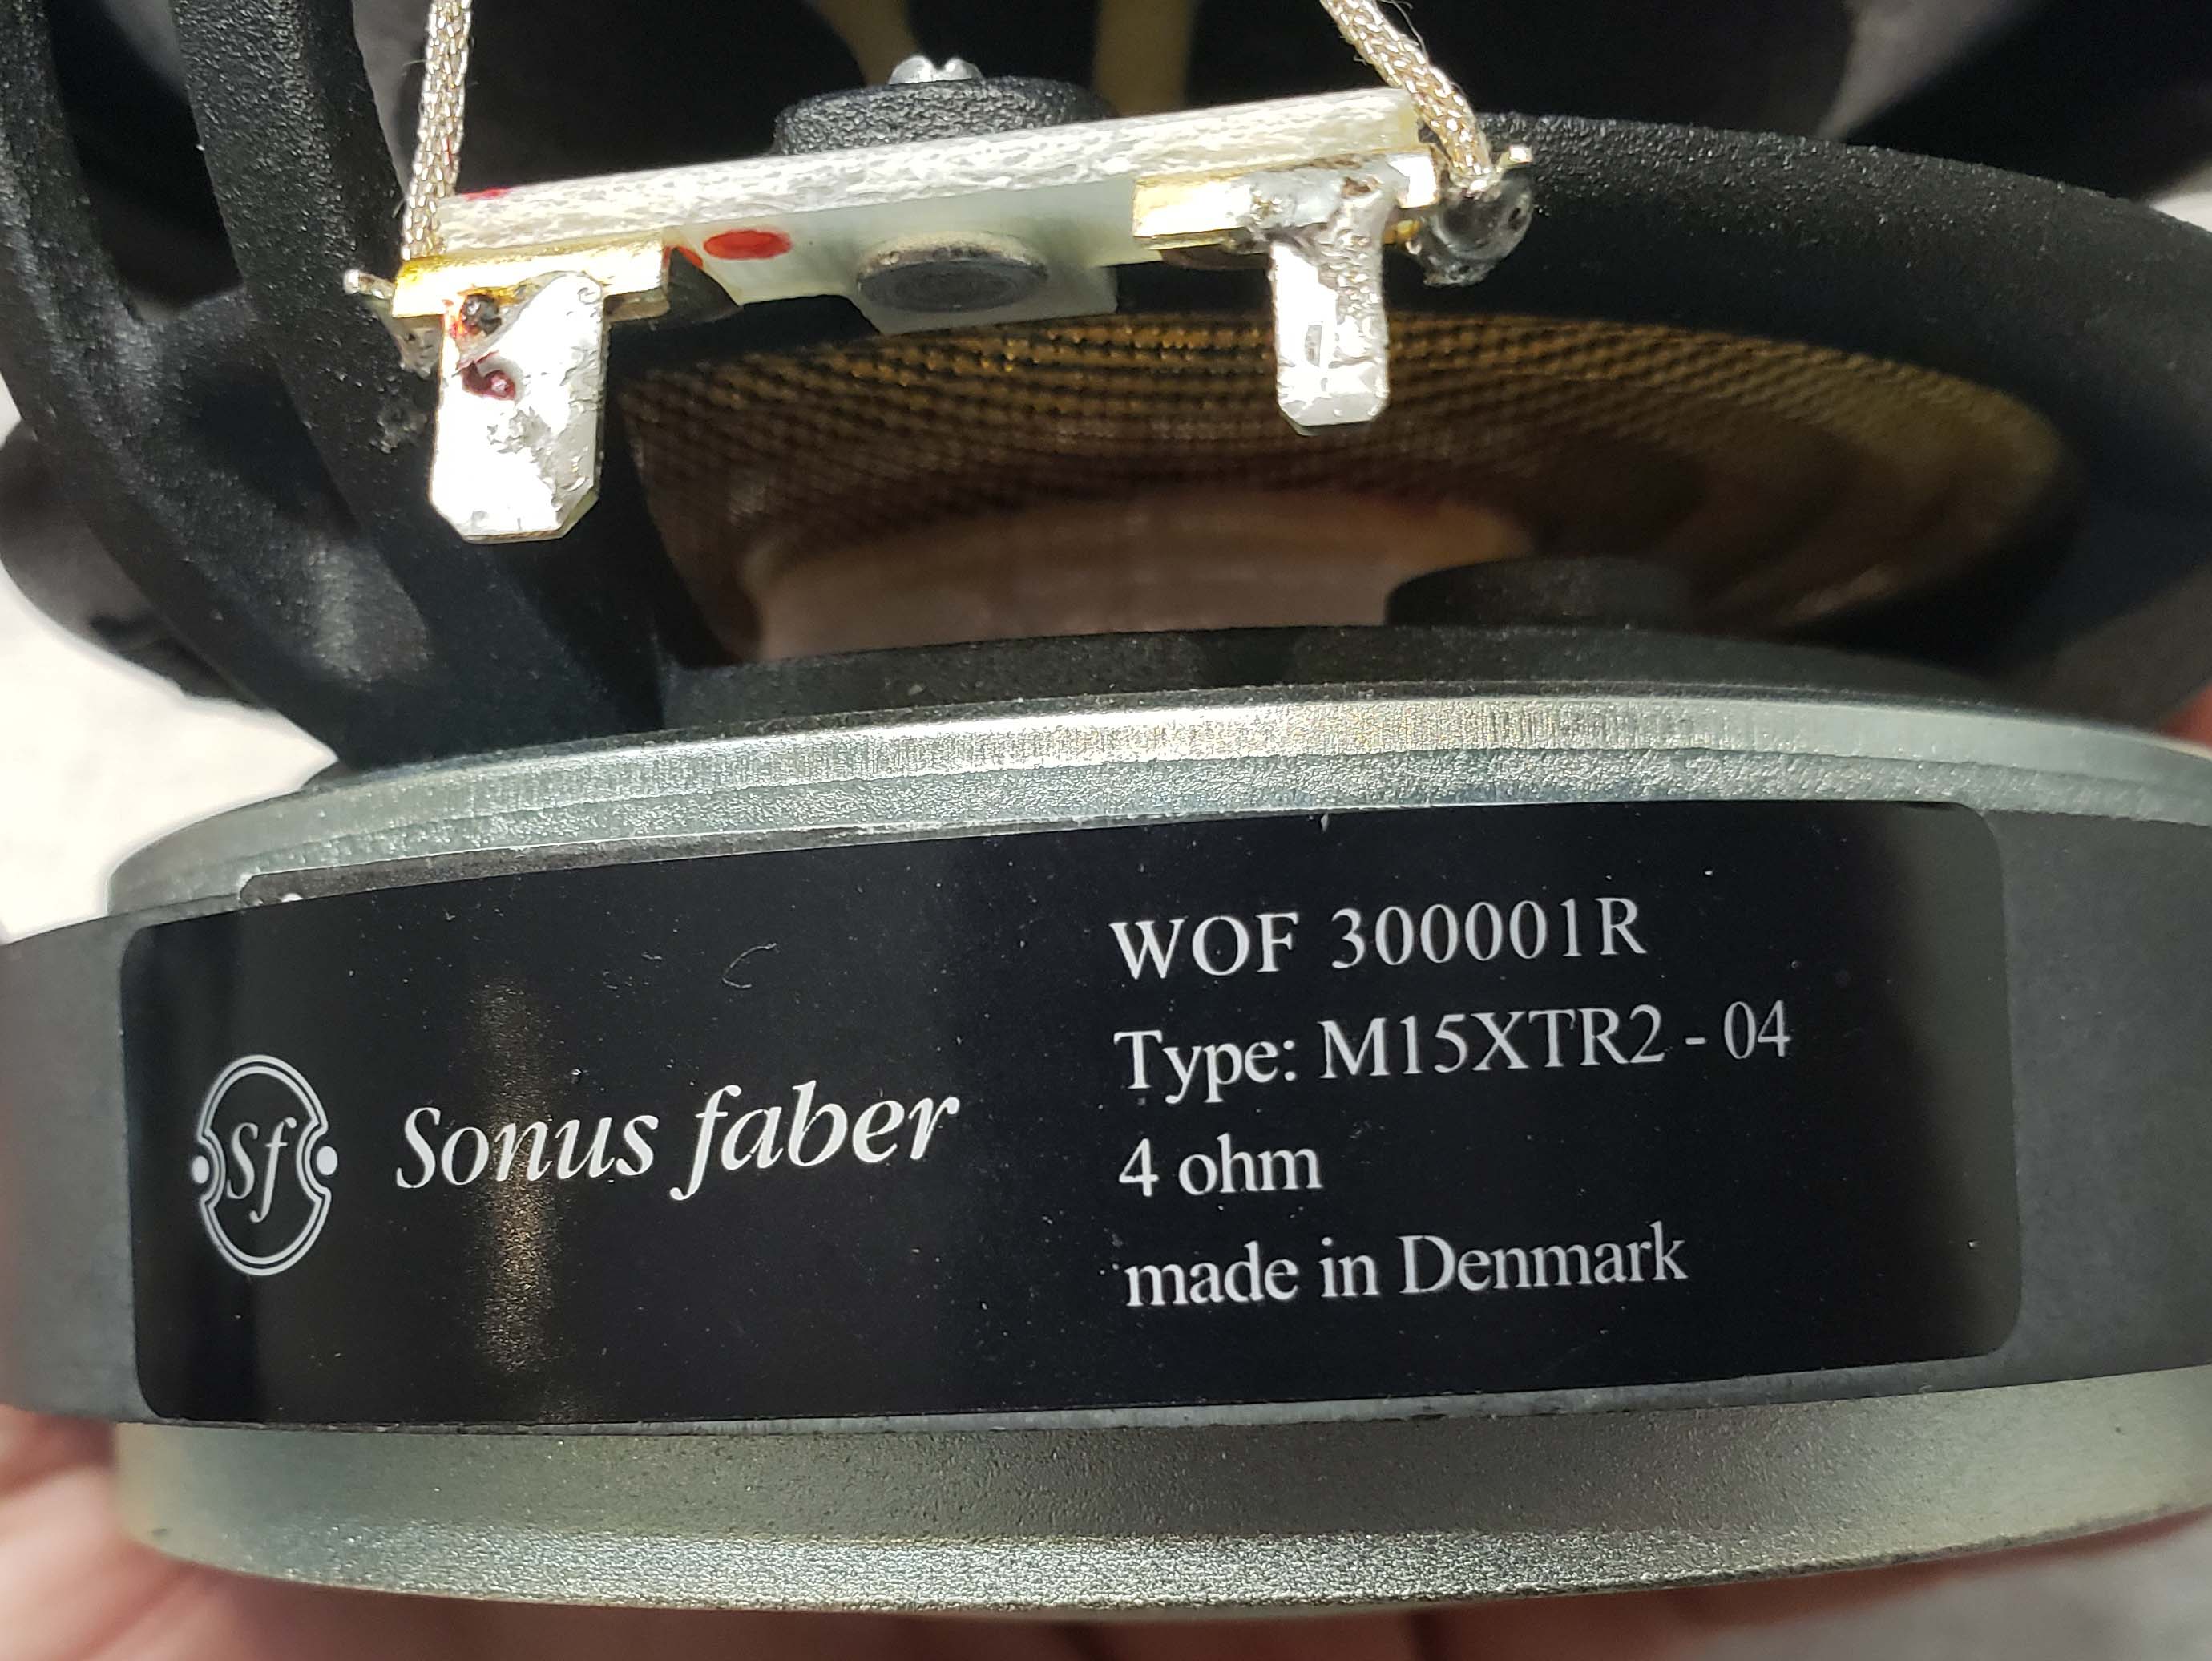 Sf
Sonus faber
WOF 300001R
Type: M15XTR2 - 04
4 ohm
made in Denmark